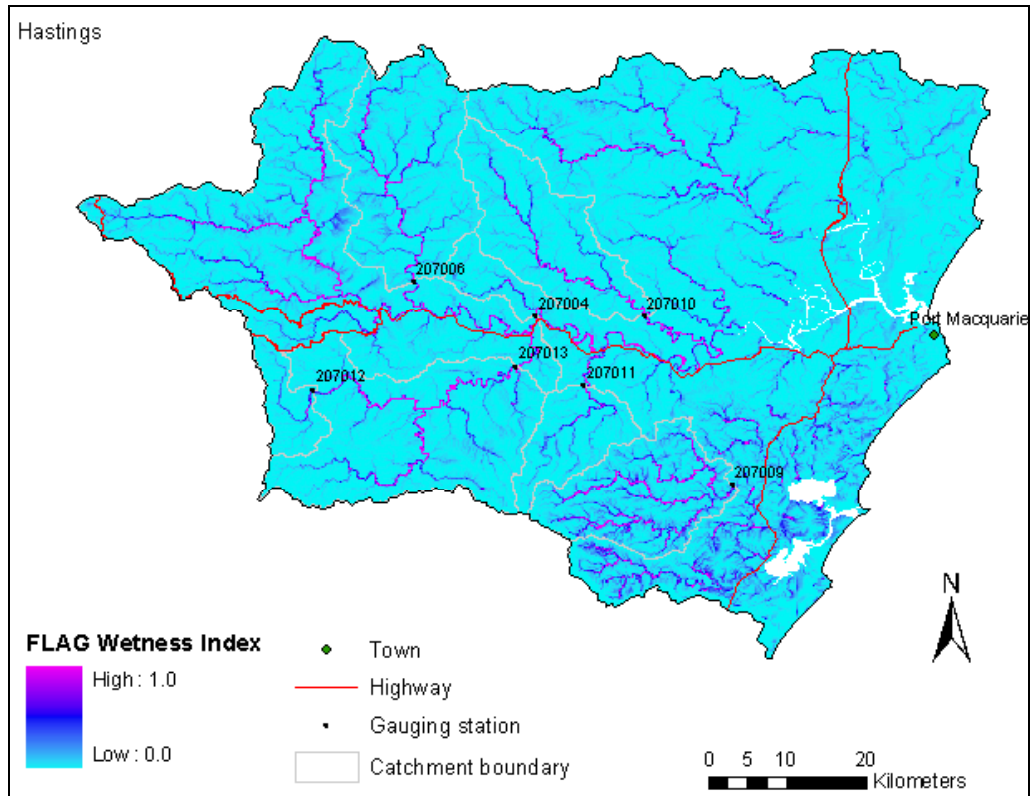 Hastings
207006
207004
207010
Port Macquarie
207013
207012
207011
207009
N
FLAG Wetness Index
High : 1.0
Low : 0.0
Town
Highway
Gauging station
Catchment boundary
0 5 10 20
Kilometers